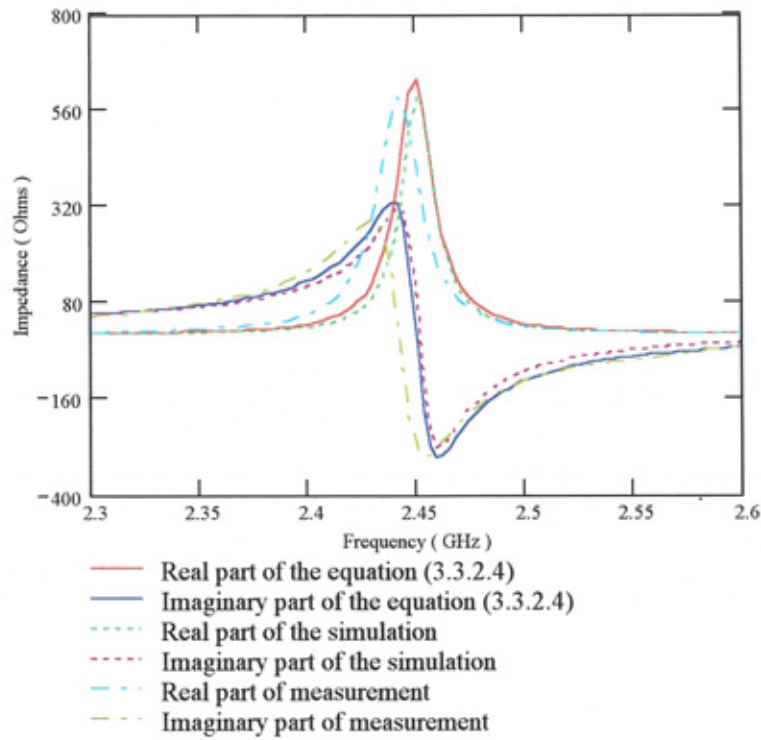 800
560
320
80
−160
−400
Impedance ( Ohms )
2.3 2.35 2.4 2.45 2.5 2.55 2.6
Frequency ( GHz )
Real part of the equation (3.3.2.4)
Imaginary part of the equation (3.3.2.4)
Real part of the simulation
Imaginary part of the simulation
Real part of measurement
Imaginary part of measurement